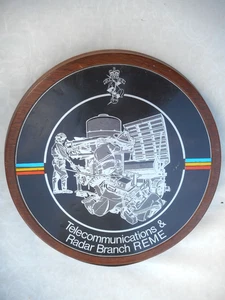 Telecommunications &
Radar Branch REME